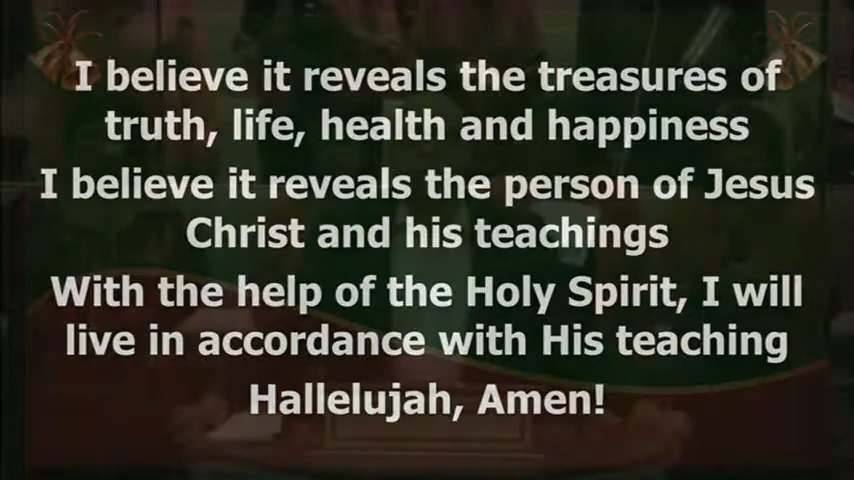 I believe it reveals the treasures of
truth, life, health and happiness
I believe it reveals the person of Jesus
Christ and his teachings
With the help of the Holy Spirit, I will
live in accordance with His teaching
Hallelujah, Amen!